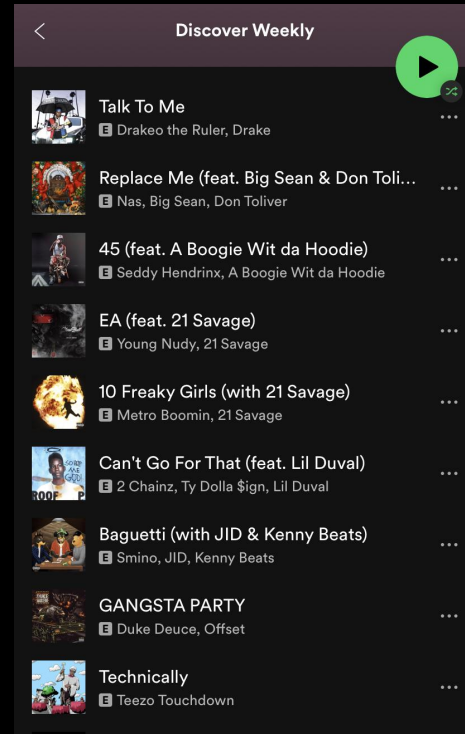 Discover Weekly
Talk To Me
E Drakeo the Ruler, Drake
Replace Me (feat. Big Sean & Don Toli...
E Nas, Big Sean, Don Toliver
45 (feat. A Boogie Wit da Hoodie)
E Seddy Hendrinx, A Boogie Wit da Hoodie
EA (feat. 21 Savage)
E Young Nudy, 21 Savage
10 Freaky Girls (with 21 Savage)
E Metro Boomin, 21 Savage
Can't Go For That (feat. Lil Duval)
E 2 Chainz, Ty Dolla $ign, Lil Duval
Baguetti (with JID & Kenny Beats)
E Smino, JID, Kenny Beats
GANGSTA PARTY
E Duke Deuce, Offset
Technically
E Teezo Touchdown